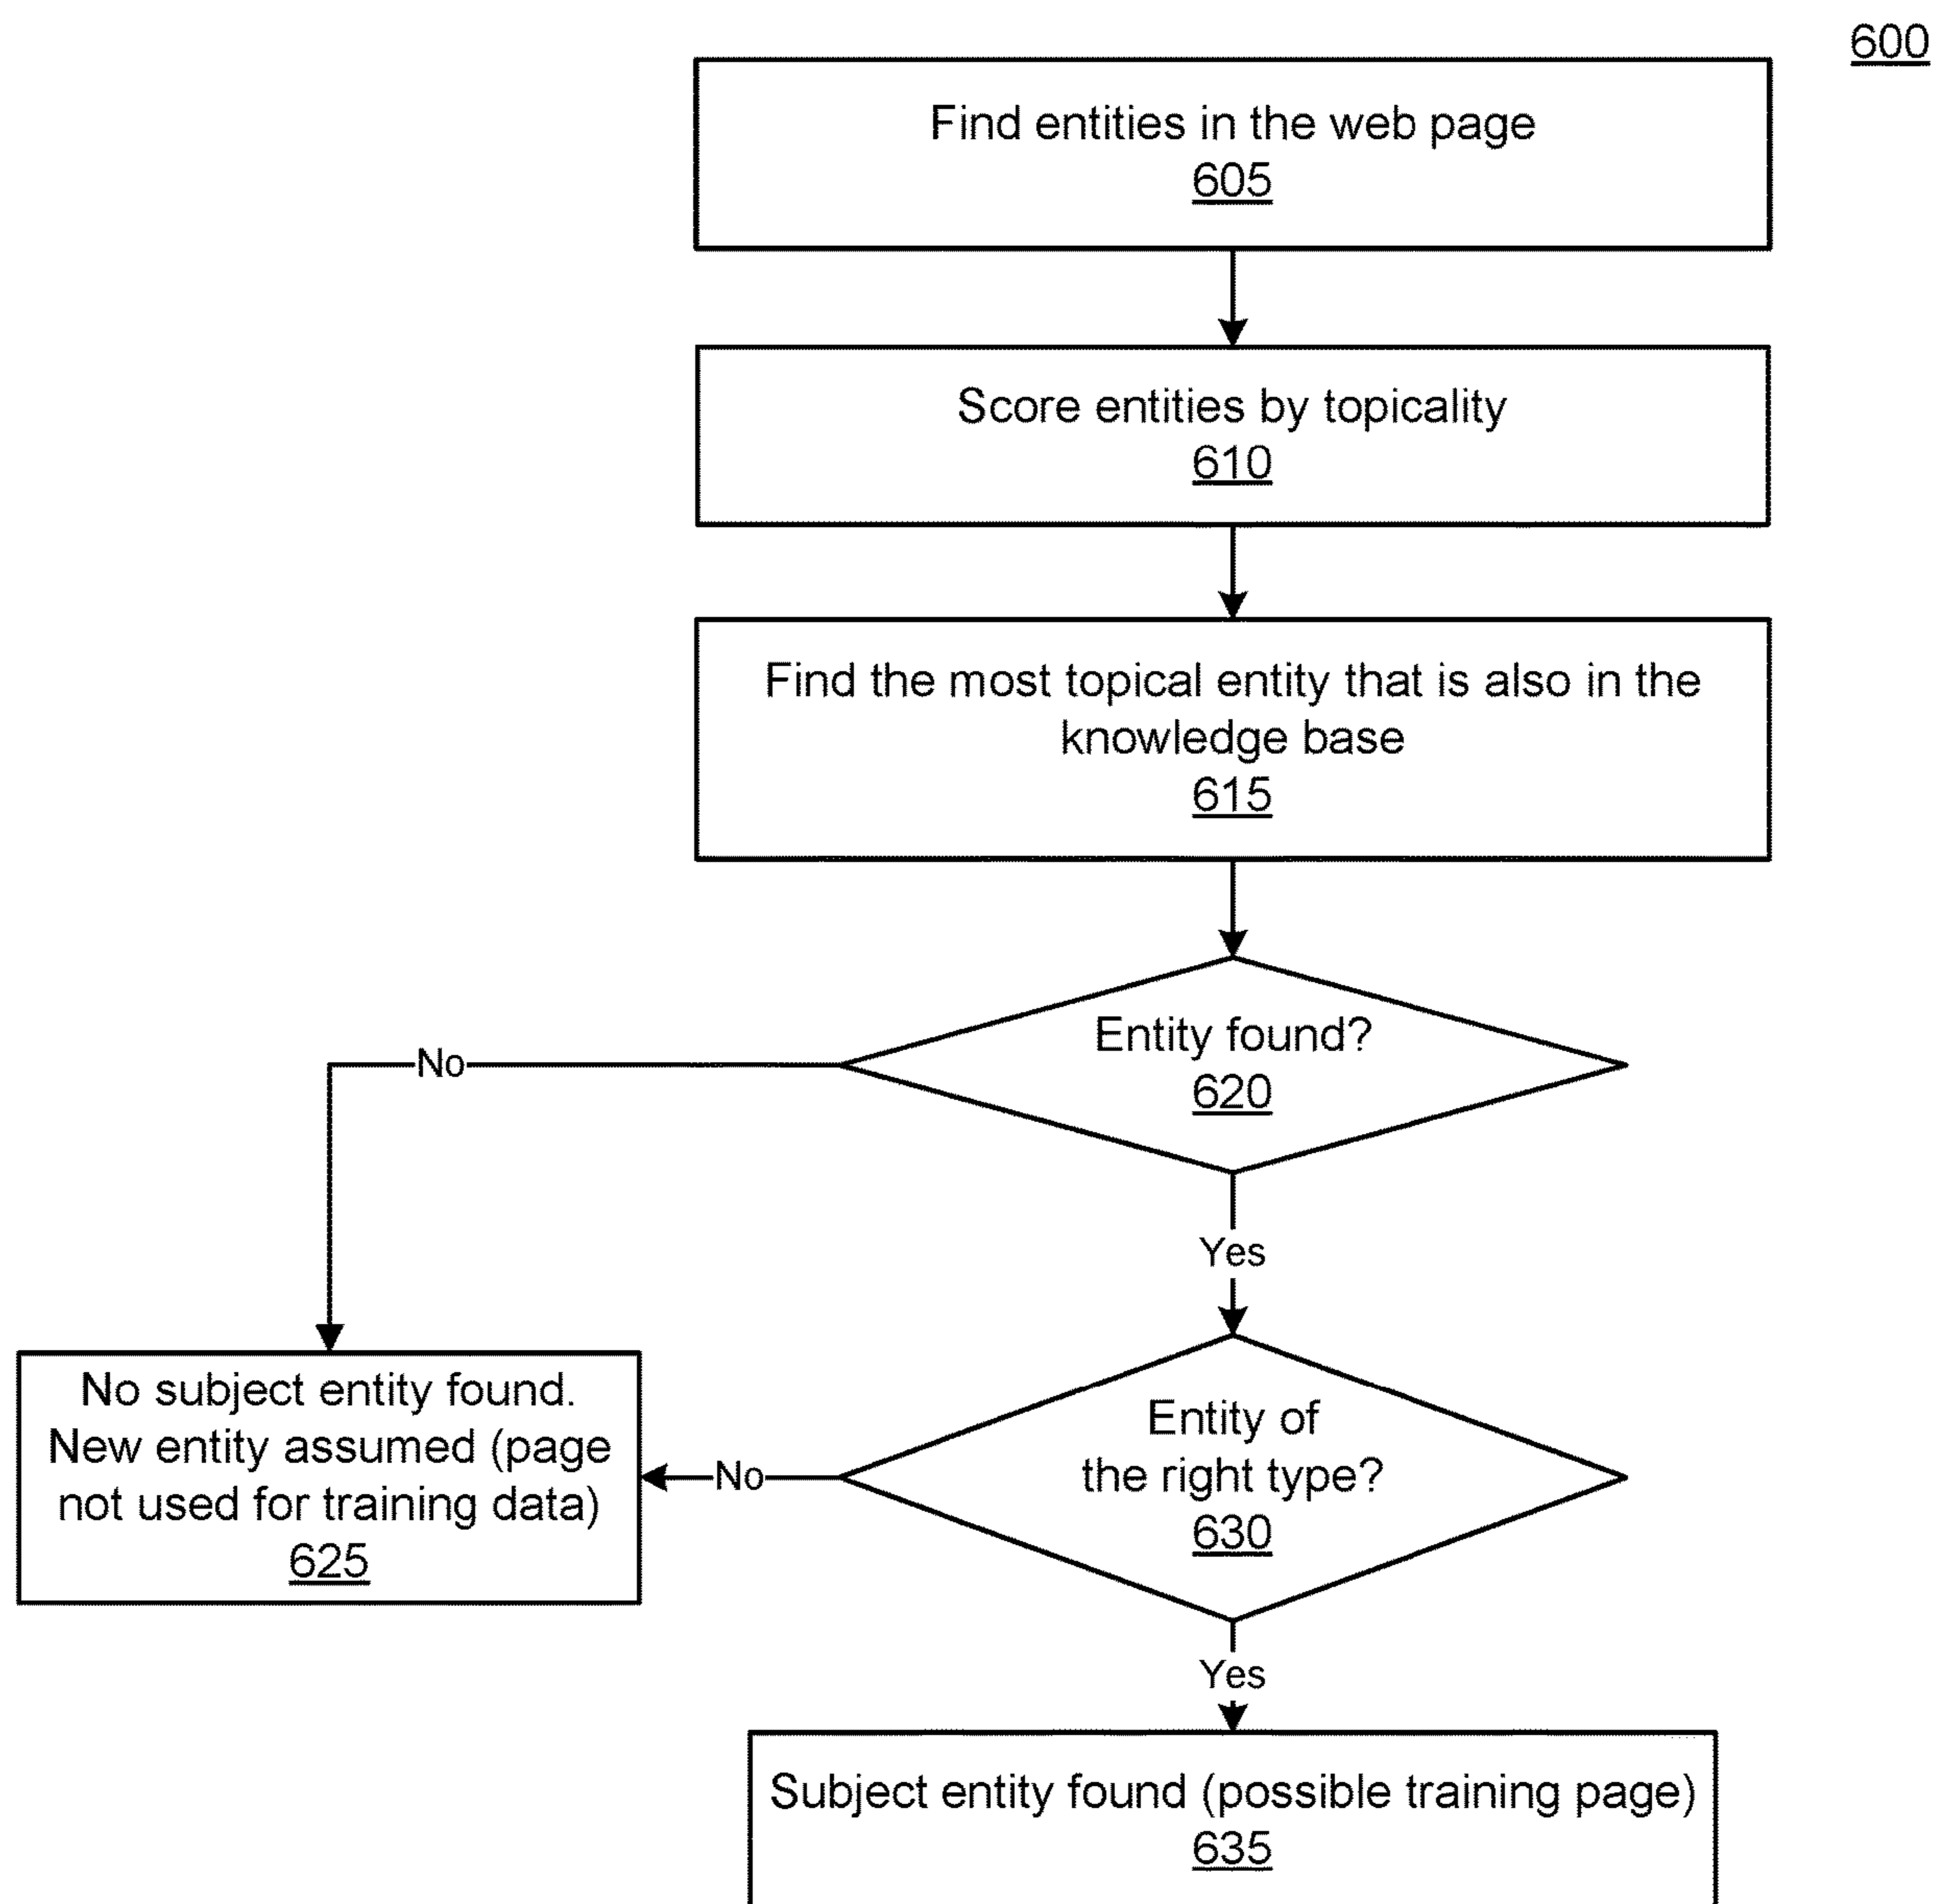 600
Find entities in the web page
605
Score entities by topicality
610
Find the most topical entity that is also in the
knowledge base
615
Entity found?
620
No
Yes
No subject entity found.
New entity assumed (page
not used for training data)
625
No
Entity of
the right type?
630
Yes
Subject entity found (possible training page)
635